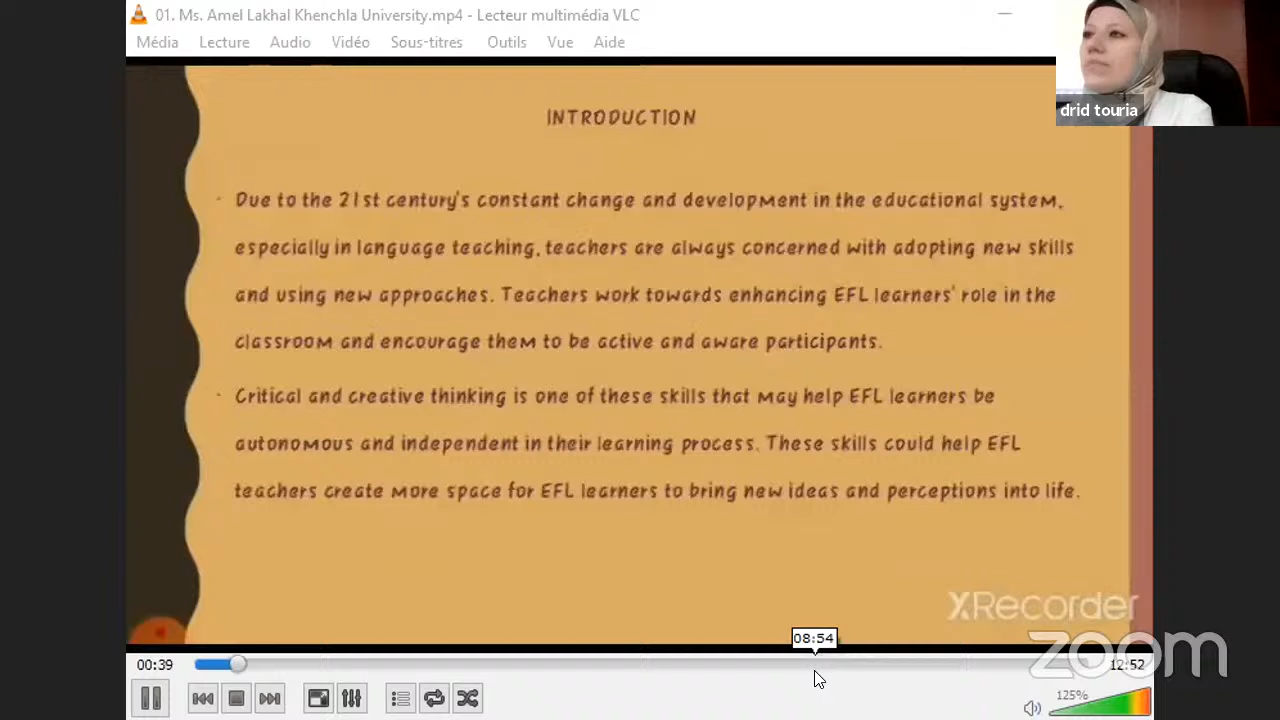 01. Ms. Amel Lakhal Khenchla University.mp4 - Lecteur multimédia VLC
Média Lecture Audio Vidéo Sous-titres Outils Vue Aide
drid touria
INTRODUCTION
· Due to the 21st century's constant change and development in the educational system,
especially in language teaching, teachers are always concerned with adopting new skills
and using new approaches. Teachers work towards enhancing EFL learners' role in the
classroom and encourage them to be active and aware participants.
· Critical and creative thinking is one of these skills that may help EFL learners be
autonomous and independent in their learning process. These skills could help EFL
teachers create more space for EFL learners to bring new ideas and perceptions into life.
XRecorder
08:54
zoom
00:39
12:52
125%